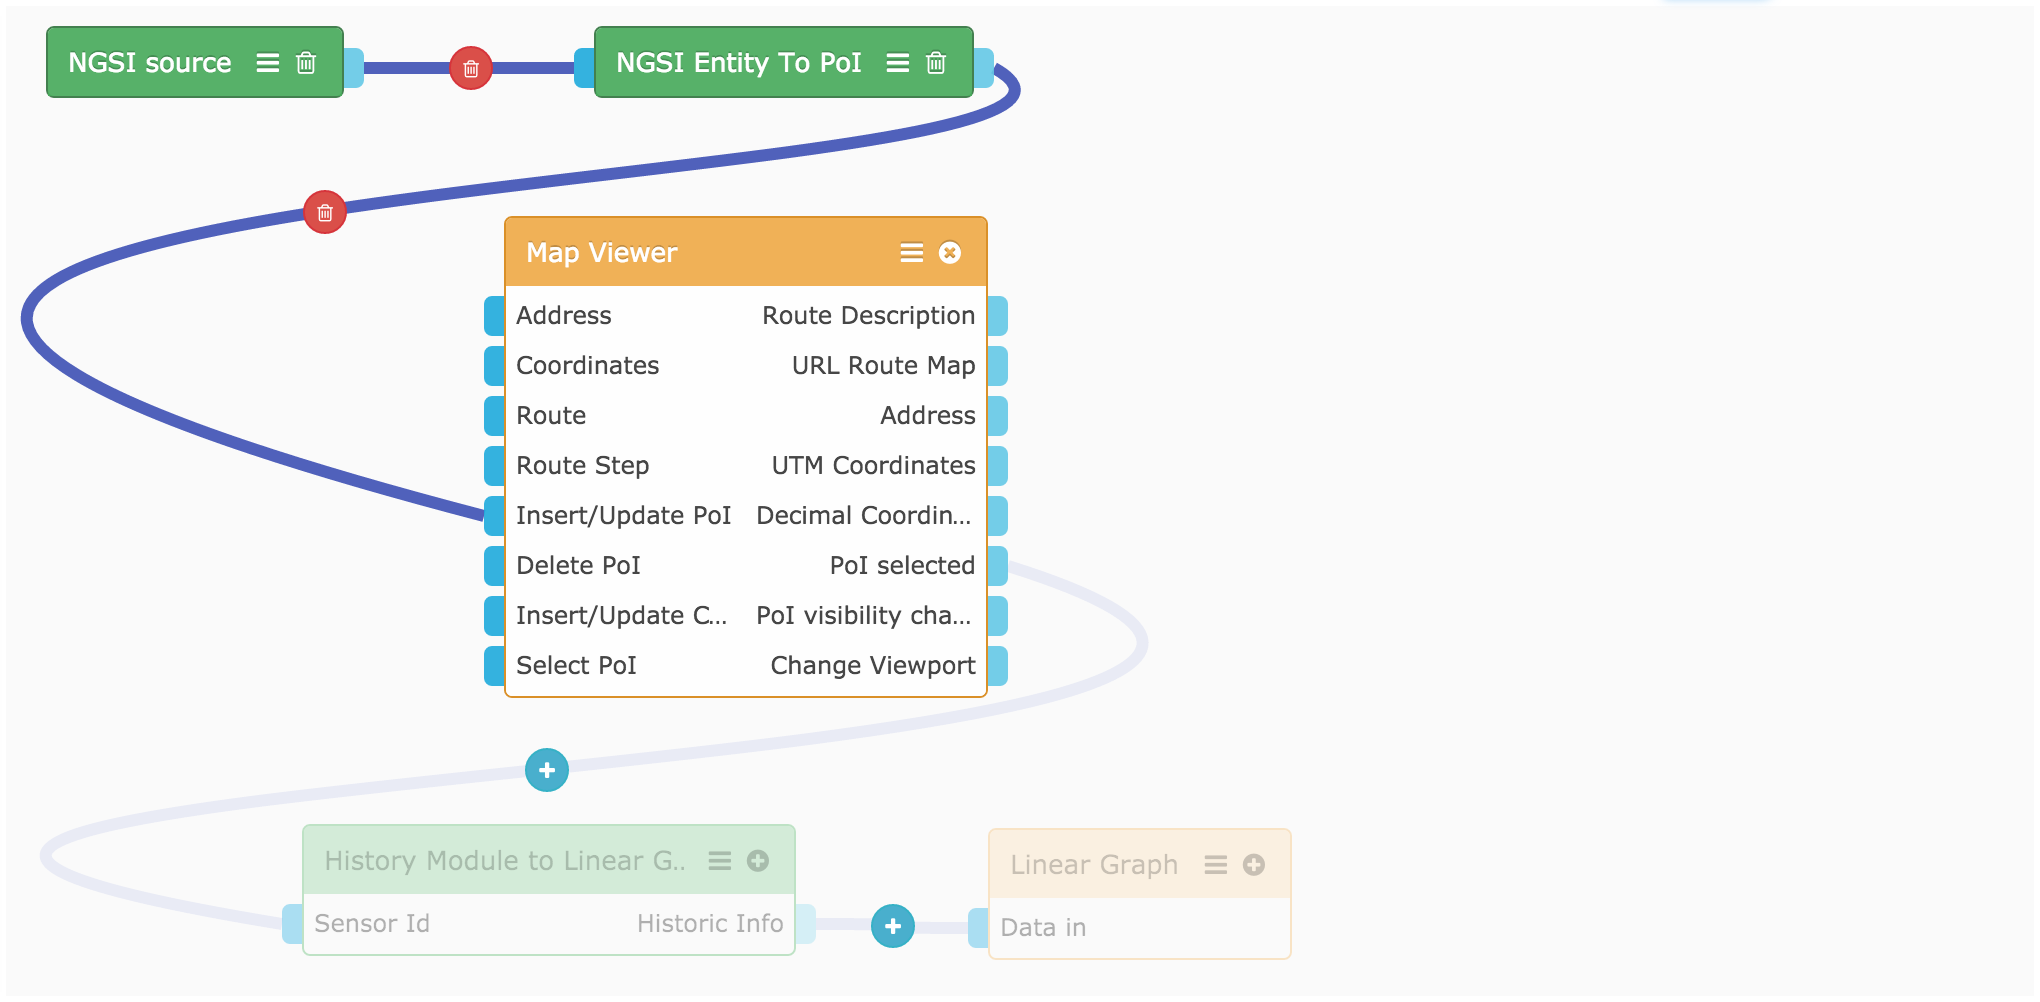 NGSI source
NGSI Entity To PoI
Map Viewer
Address Route Description
Coordinates URL Route Map
Route Address
Route Step UTM Coordinates
Insert/Update PoI Decimal Coordin...
Delete PoI PoI selected
Insert/Update C... PoI visibility cha...
Select PoI Change Viewport
History Module to Linear G..
Linear Graph
Sensor Id Historic Info
Data in